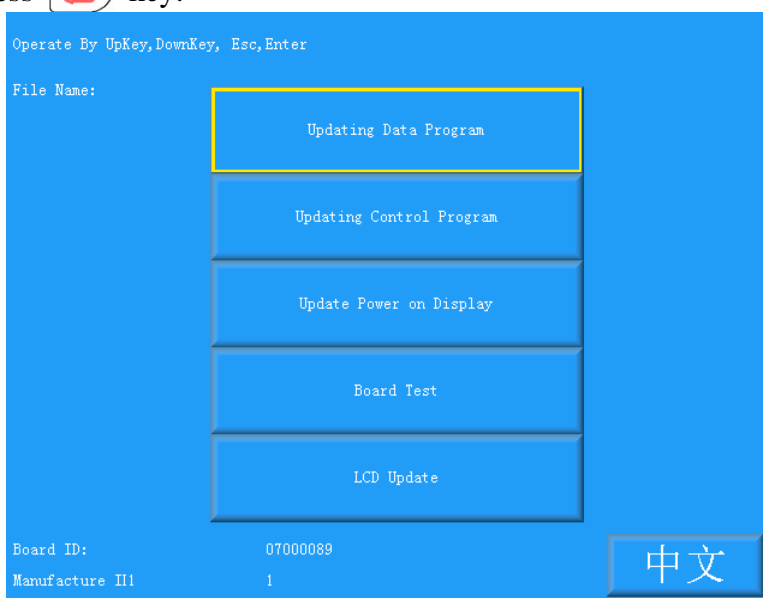 key.
Operate By UpKey,DownKey, Esc,Enter
File Name:
Updating Data Program
Updating Control Program
Update Power on Display
Board Test
LCD Update
Board ID: 07000089
Manufacture II1 1
中文